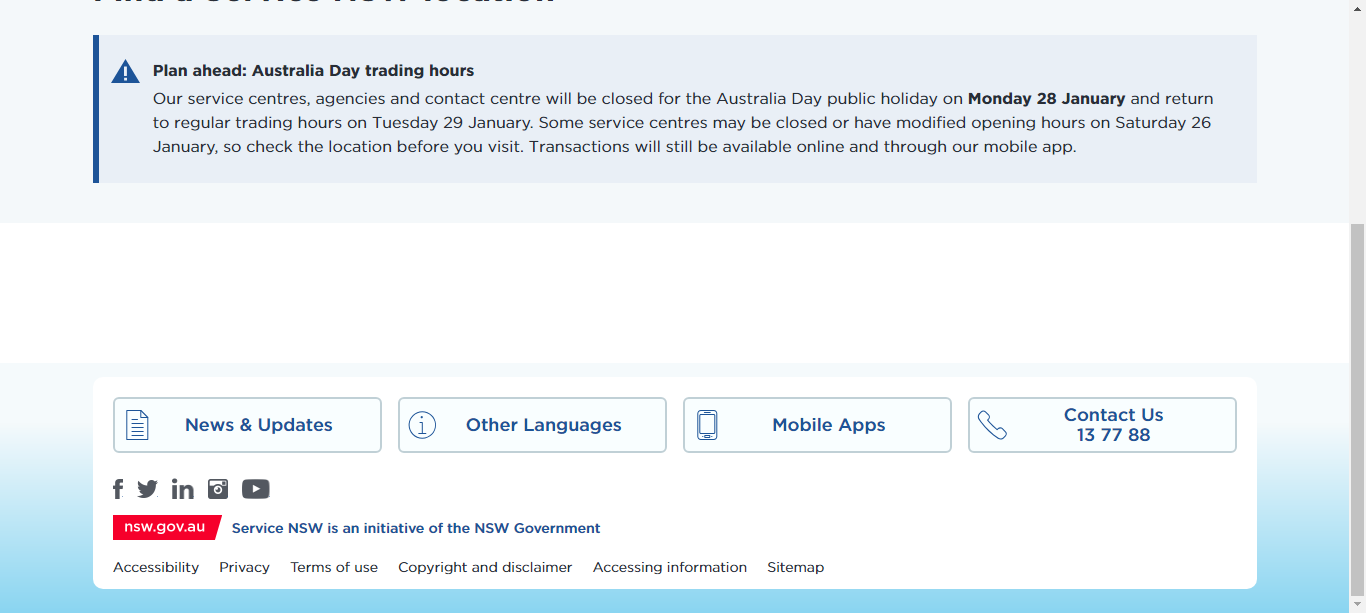 Find a Service NSW location
Plan ahead: Australia Day trading hours
Our service centres, agencies and contact centre will be closed for the Australia Day public holiday on Monday 28 January and return
to regular trading hours on Tuesday 29 January. Some service centres may be closed or have modified opening hours on Saturday 26
January, so check the location before you visit. Transactions will still be available online and through our mobile app.
News & Updates
Other Languages
Mobile Apps
Contact Us
13 77 88
nsw.gov.au Service NSW is an initiative of the NSW Government
Accessibility Privacy Terms of use Copyright and disclaimer Accessing information Sitemap